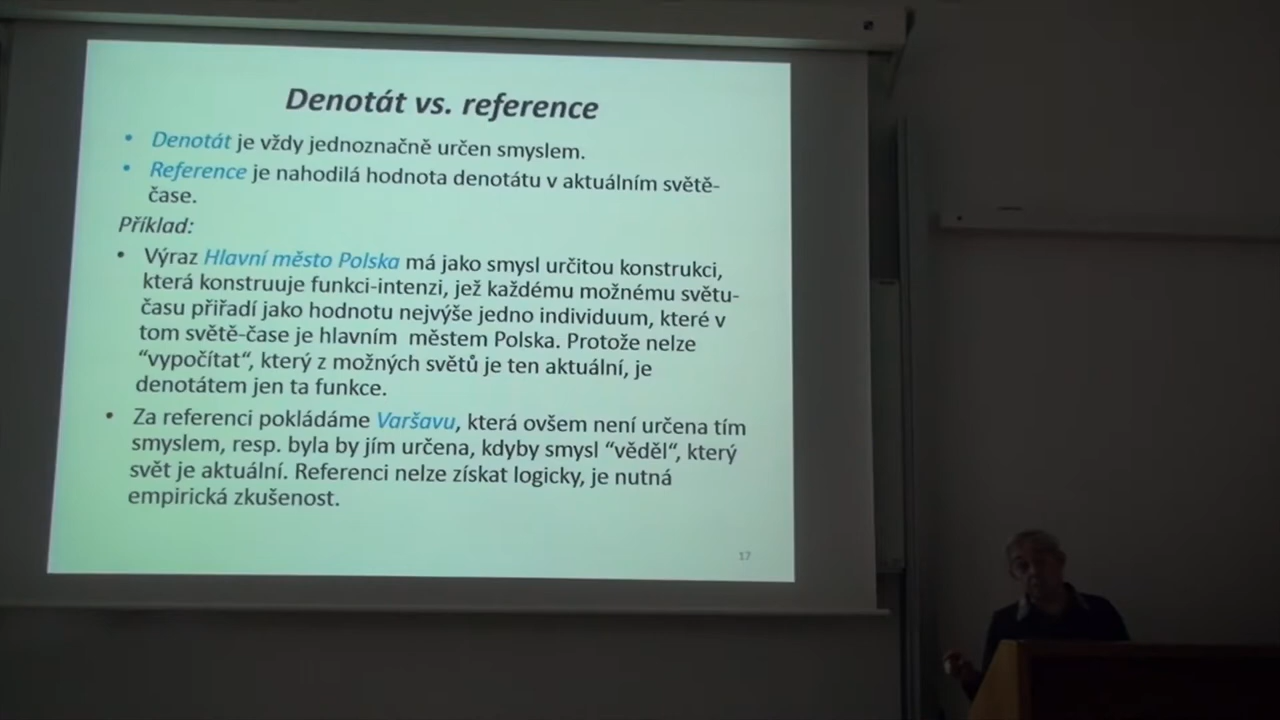 Denotát vs. reference
• Denotát je vždy jednoznačně určen smyslem.
• Reference je nahodilá hodnota denotátu v aktuálním světě-
čase.
Příklad:
• Výraz Hlavní město Polska má jako smysl určitou konstrukci,
která konstruuje funkci-intenzi, jež každému možnému světu-
času přiřadí jako hodnotu nejvýše jedno individuum, které v
tom světě-čase je hlavním městem Polska. Protože nelze
“vypočítat“, který z možných světů je ten aktuální, je
denotátem jen ta funkce.
• Za referenci pokládáme Varšavu, která ovšem není určena tím
smyslem, resp. byla by jím určena, kdyby smysl “věděl“, který
svět je aktuální. Referenci nelze získat logicky, je nutná
empirická zkušenost.
17